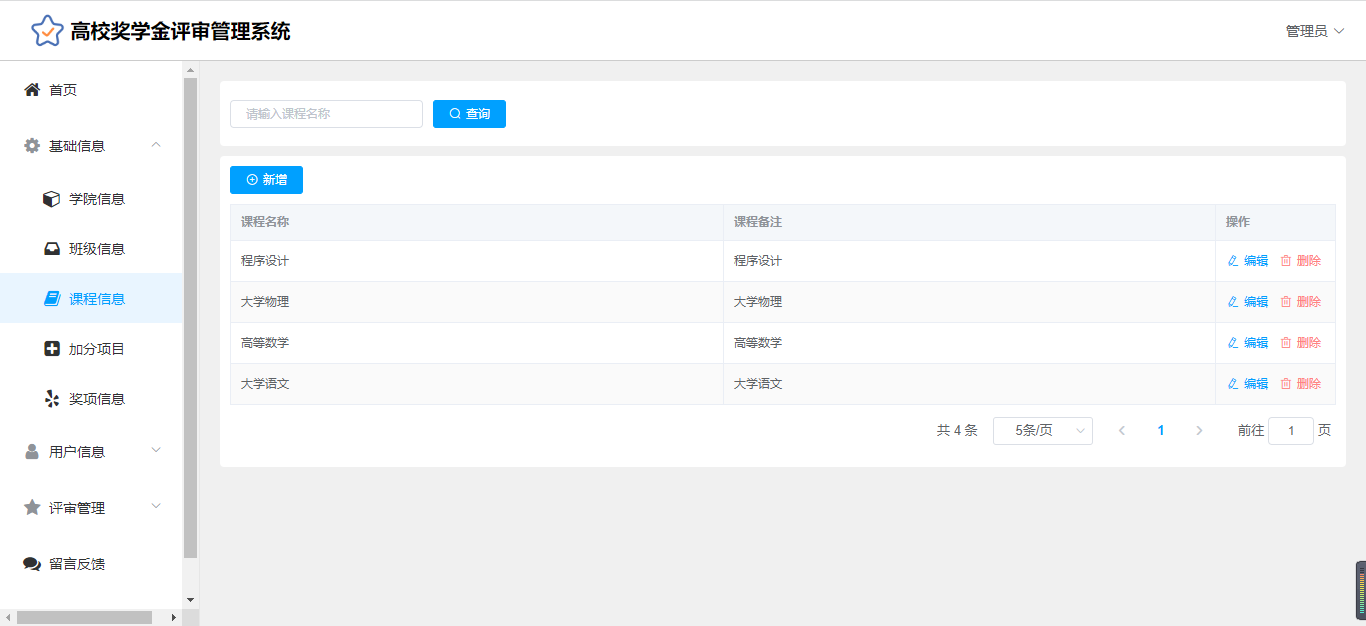 高校奖学金评审管理系统
管理员
首页
基础信息
学院信息
班级信息
课程信息
加分项目
奖项信息
用户信息
评审管理
留言反馈
请输入课程名称 查询
新增
课程名称 课程备注 操作
程序设计 程序设计 编辑 删除
大学物理 大学物理 编辑 删除
高等数学 高等数学 编辑 删除
大学语文 大学语文 编辑 删除
共 4 条 5条/页 1 前往 1 页